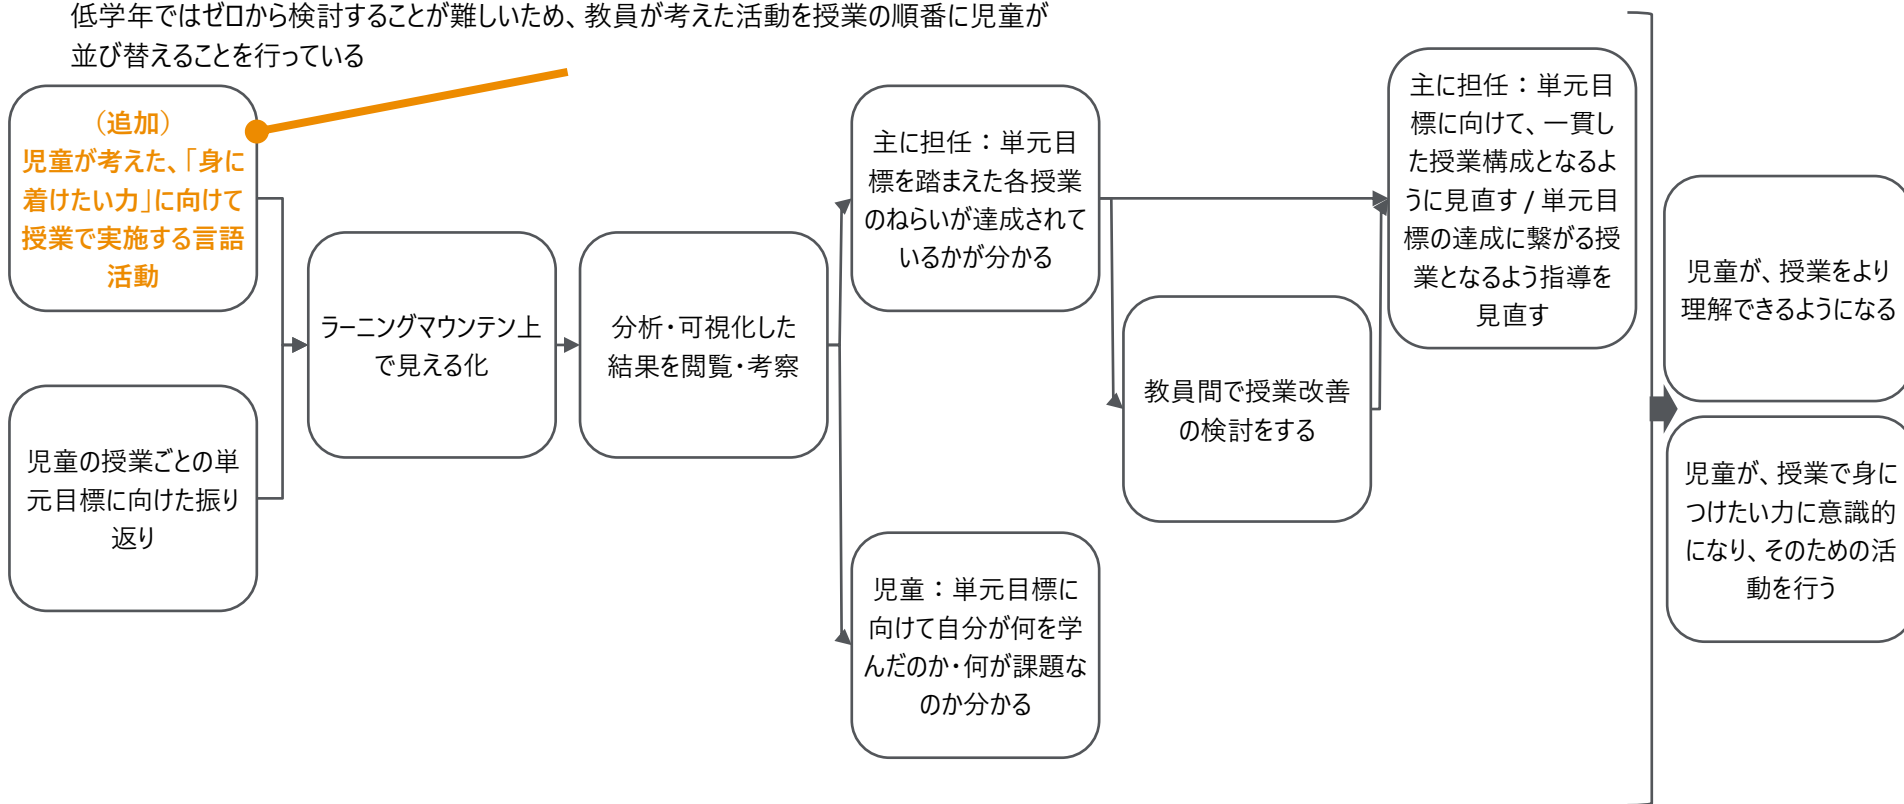 低学年ではゼロから検討することが難しいため、教員が考えた活動を授業の順番に児童が
並び替えることを行っている
（追加）
児童が考えた、「身に
着けたい力」に向けて
授業で実施する言語
活動
児童の授業ごとの単
元目標に向けた振り
返り
ラーニングマウンテン上
で見える化
分析・可視化した
結果を閲覧・考察
主に担任：単元目
標を踏まえた各授業
のねらいが達成されて
いるかが分かる
児童：単元目標に
向けて自分が何を学
んだのか・何が課題な
のか分かる
教員間で授業改善
の検討をする
主に担任：単元目
標に向けて、一貫し
た授業構成となるよ
うに見直す / 単元目
標の達成に繋がる授
業となるよう指導を
見直す
児童が、授業をより
理解できるようになる
児童が、授業で身に
つけたい力に意識的
になり、そのための活
動を行う